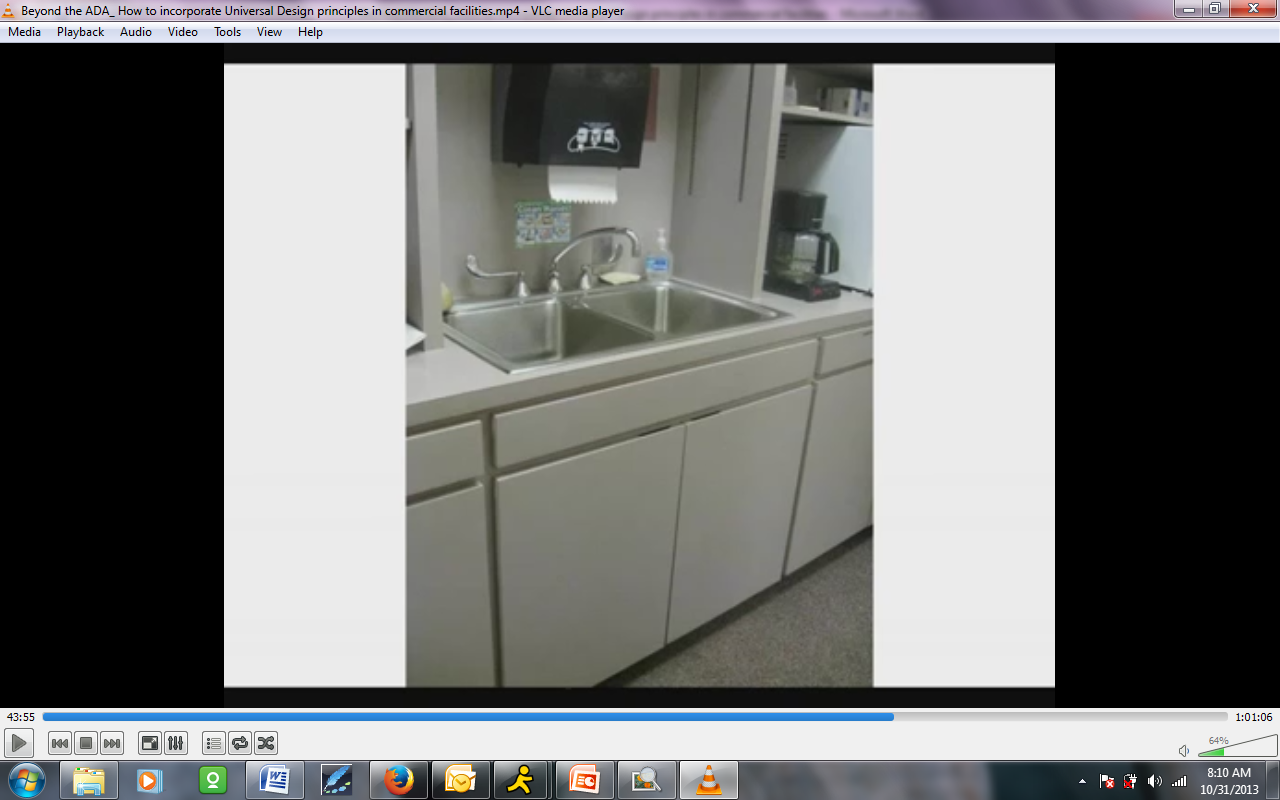 Beyond the ADA_ How to incorporate Universal Design principles in commercial facilities.mp4 - VLC media player
Media Playback Audio Video Tools View Help
43:55
1:01:06
64%
8:10 AM
10/31/2013